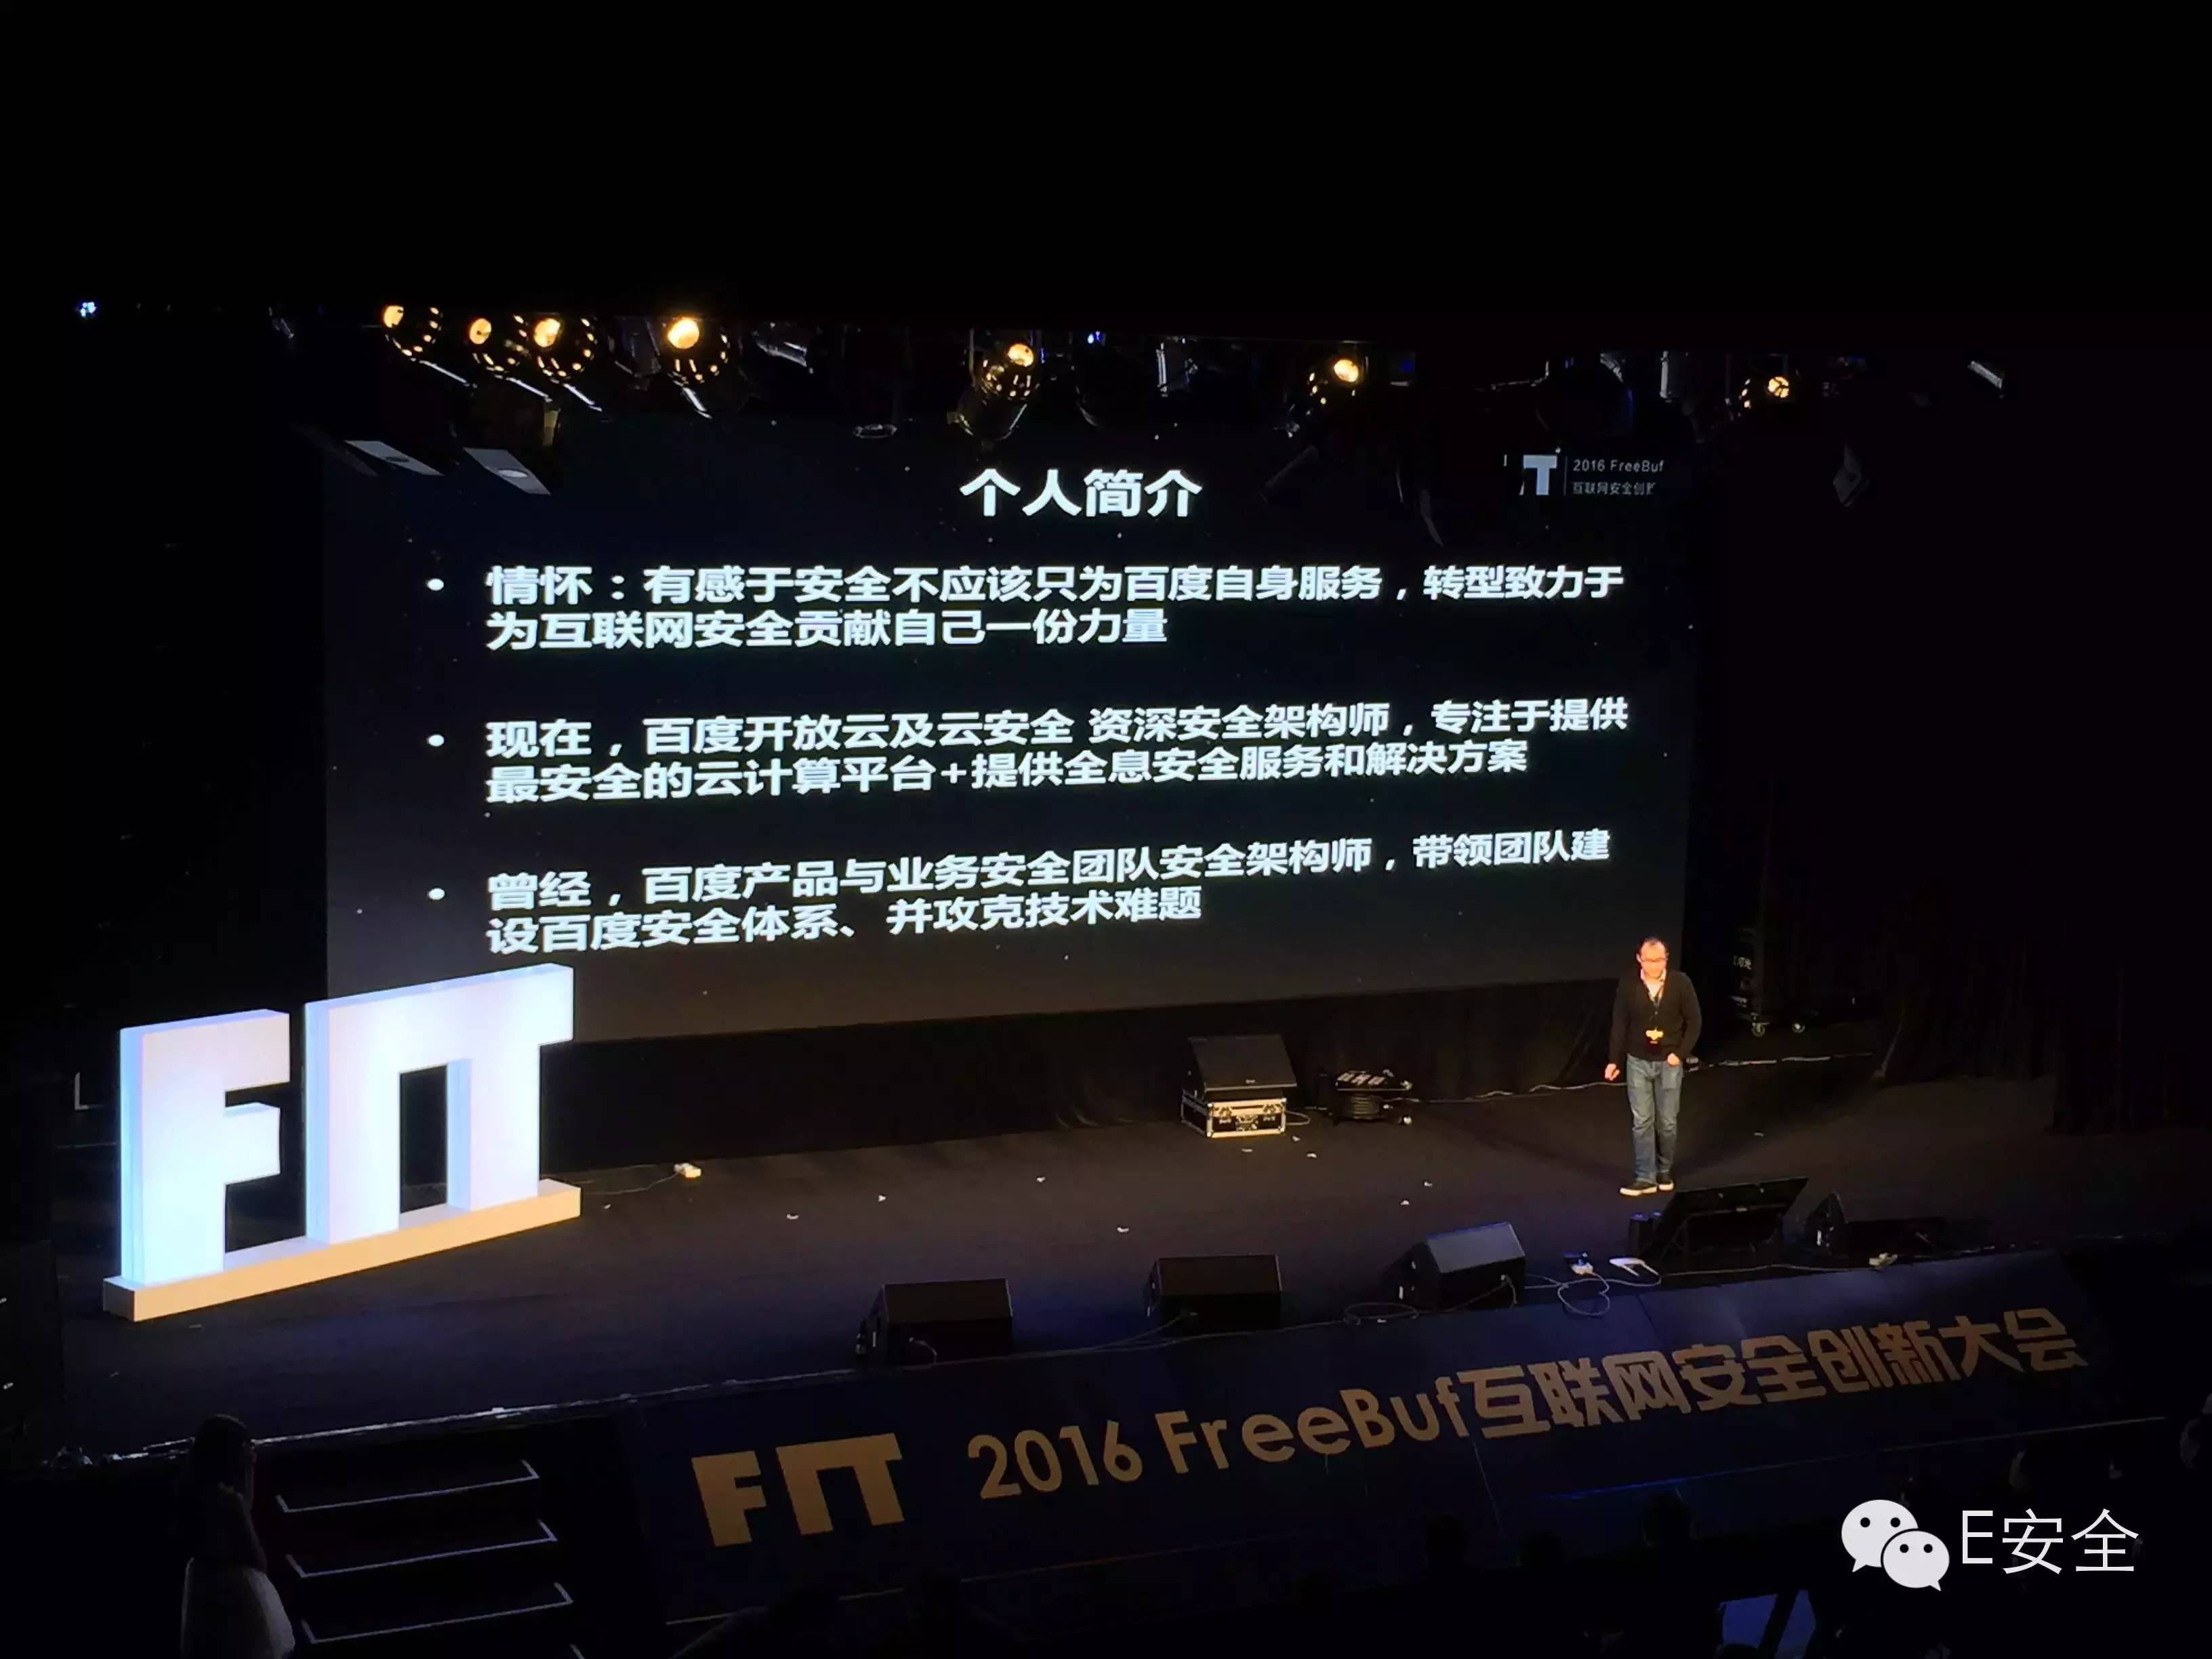 个人简介
IT 2016 FreeBuf
互联网安全创
• 情怀：有感于安全不应该只为百度自身服务，转型致力于
为互联网安全贡献自己一份力量
• 现在，百度开放云及云安全 资深安全架构师，专注于提供
最安全的云计算平台+提供全息安全服务和解决方案
• 曾经，百度产品与业务安全团队安全架构师，带领团队建
设百度安全体系、并攻克技术难题
FIT
FIT 2016 FreeBuf互联网安全创新大会
E安全